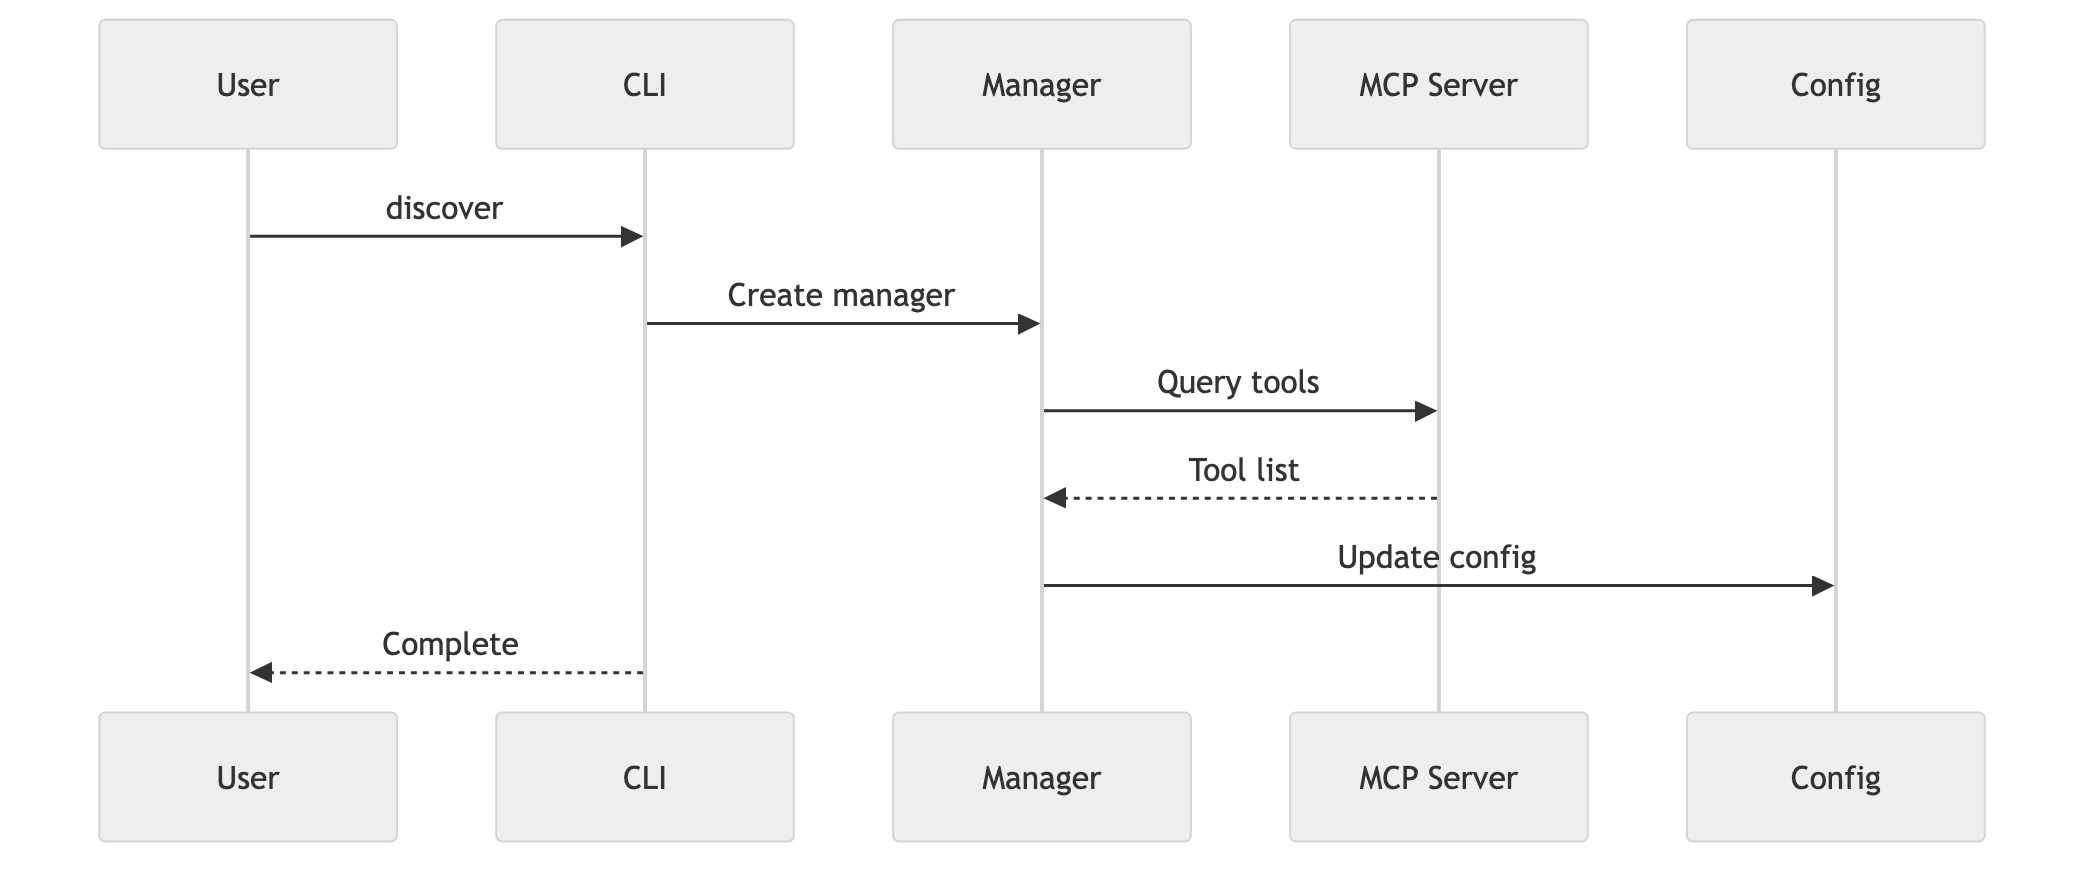 User
CLI
Manager
MCP Server
Config
discover
Create manager
Query tools
Tool list
Update config
Complete
User
CLI
Manager
MCP Server
Config